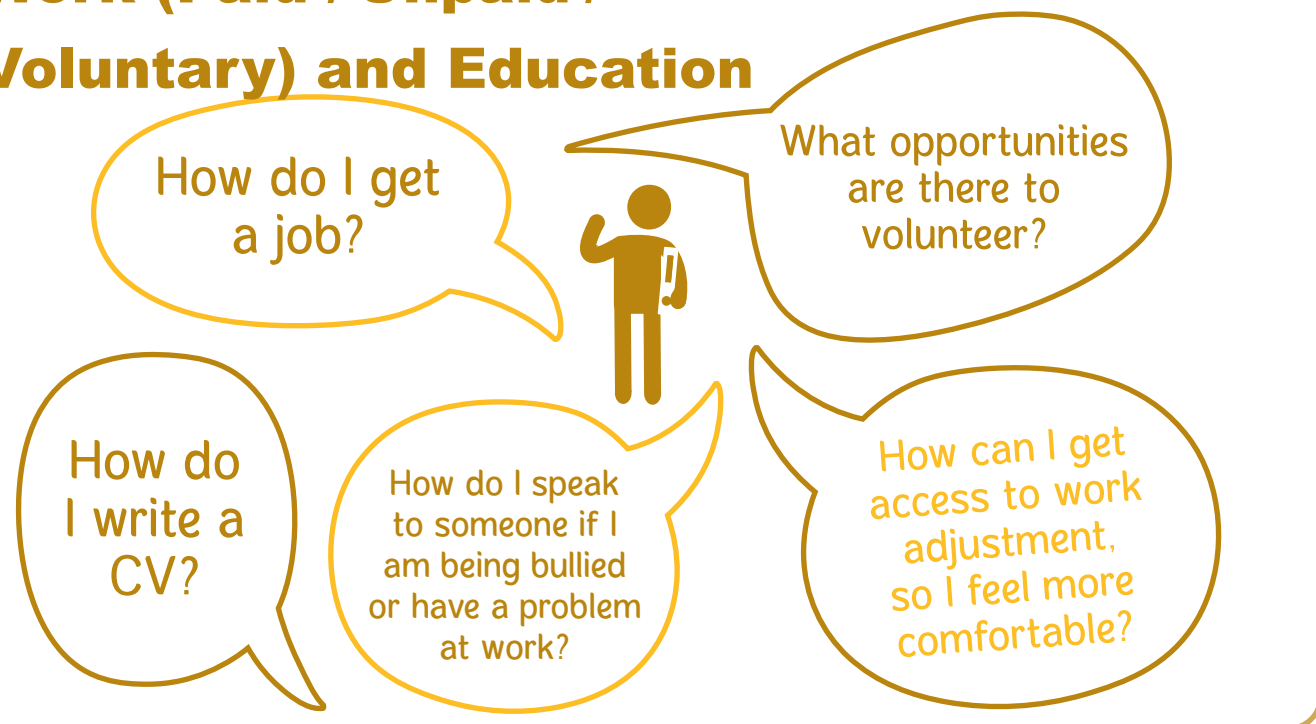 Voluntary) and Education
How do I get
a job?
What opportunities
are there to
volunteer?
How do
I write a
CV?
How do I speak
to someone if I
am being bullied
or have a problem
at work?
How can I get
access to work
adjustment,
so I feel more
comfortable?